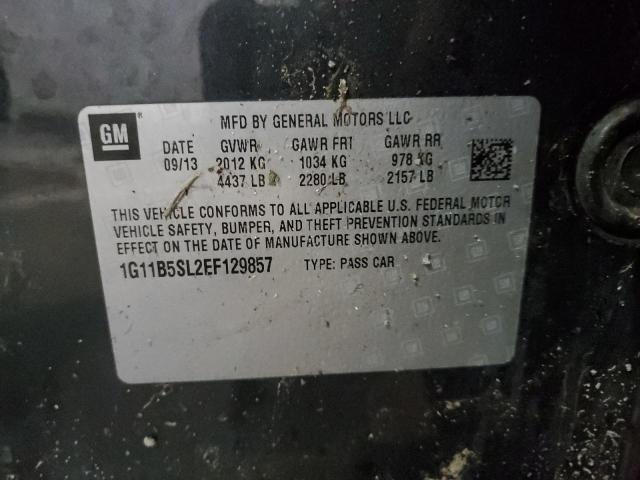 GM ®
MFD BY GENERAL MOTORS LLC
DATE GVWR GAWR FRT GAWR RR
09/13 2012 KG 1034 KG 978 KG
4437 LB 2280 LB 2157 LB
THIS VEHICLE CONFORMS TO ALL APPLICABLE U.S. FEDERAL MOTOR
VEHICLE SAFETY, BUMPER, AND THEFT PREVENTION STANDARDS IN
EFFECT ON THE DATE OF MANUFACTURE SHOWN ABOVE.
1G11B5SL2EF129857 TYPE: PASS CAR